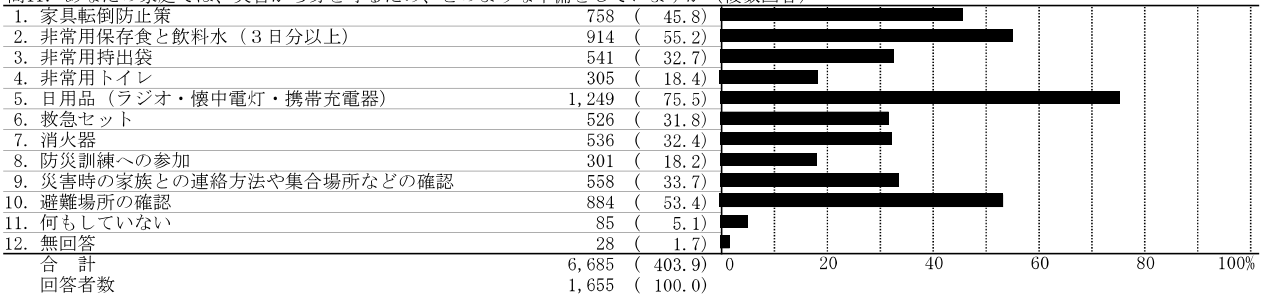 1. 家具転倒防止策 758 ( 45.8)
2. 非常用保存食と飲料水（３日分以上） 914 ( 55.2)
3. 非常用持出袋 541 ( 32.7)
4. 非常用トイレ 305 ( 18.4)
5. 日用品（ラジオ・懐中電灯・携帯充電器） 1,249 ( 75.5)
6. 救急セット 526 ( 31.8)
7. 消火器 536 ( 32.4)
8. 防災訓練への参加 301 ( 18.2)
9. 災害時の家族との連絡方法や集合場所などの確認 558 ( 33.7)
10. 避難場所の確認 884 ( 53.4)
11. 何もしていない 85 ( 5.1)
12. 無回答 28 ( 1.7)
合　計 6,685 ( 403.9) 0 20 40 60 80 100%
回答者数 1,655 ( 100.0)